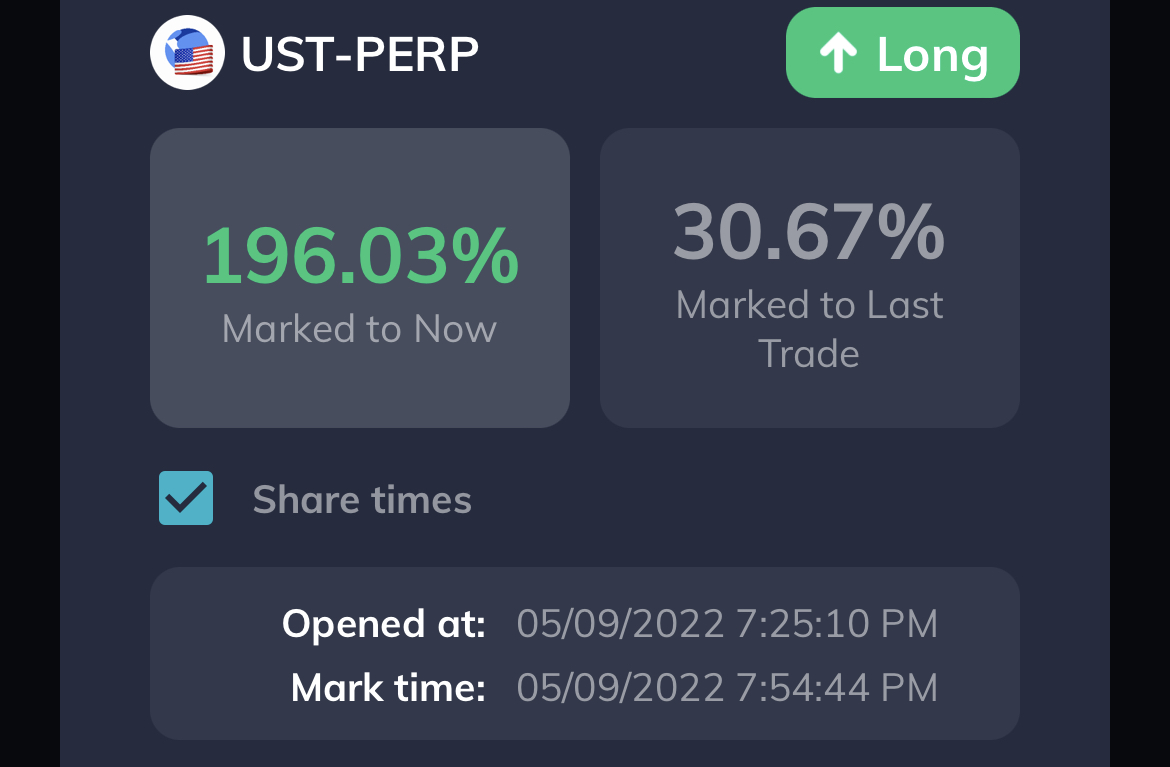 UST-PERP
Long
196.03%
Marked to Now
30.67%
Marked to Last
Trade
Share times
Opened at: 05/09/2022 7:25:10 PM
Mark time: 05/09/2022 7:54:44 PM